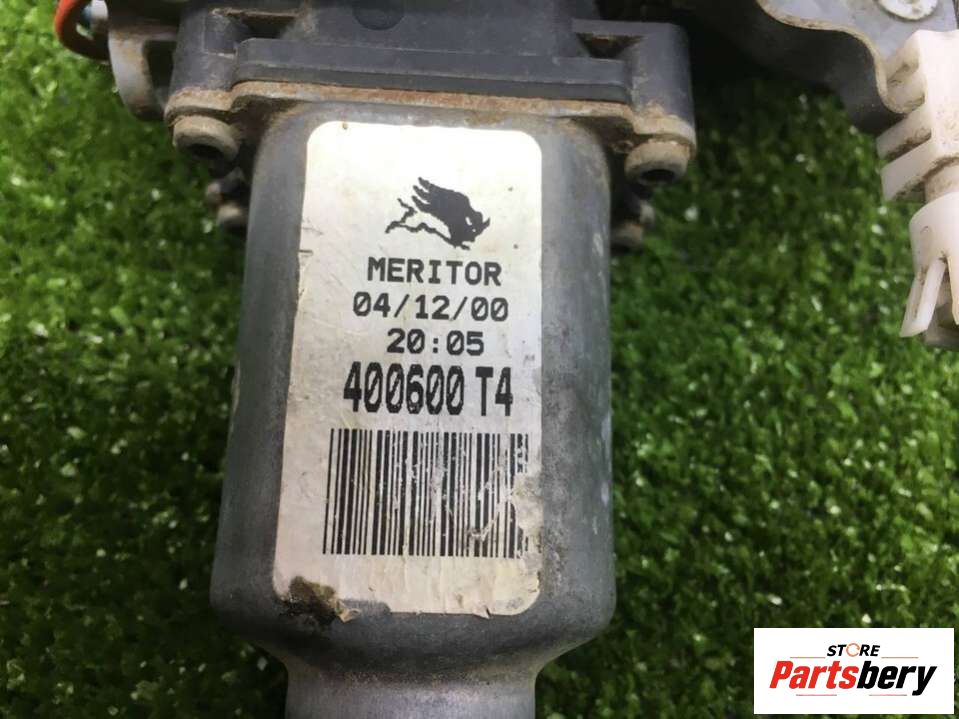 MERITOR
04/12/00
20:05
400600 T4
STORE
Partsbery